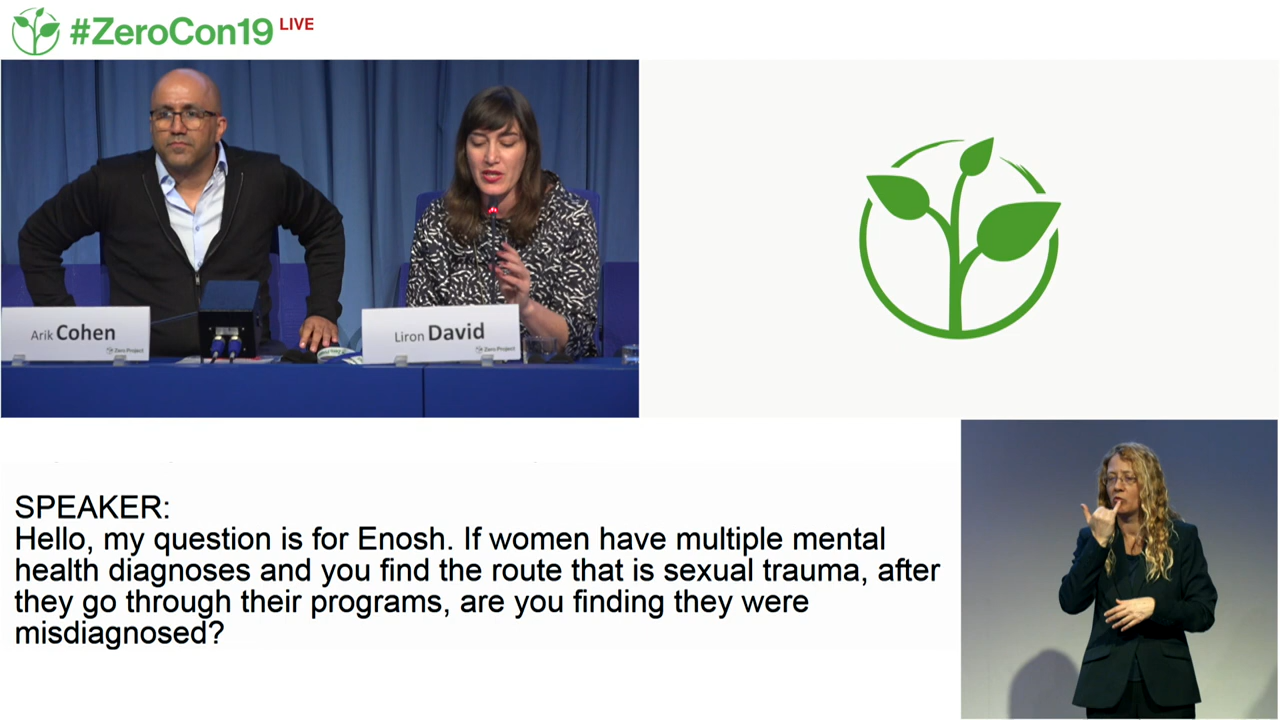 #ZeroCon19 LIVE
Arik Cohen
Zero Project
Liron David
Zero Project
SPEAKER:
Hello, my question is for Enosh. If women have multiple mental
health diagnoses and you find the route that is sexual trauma, after
they go through their programs, are you finding they were
misdiagnosed?